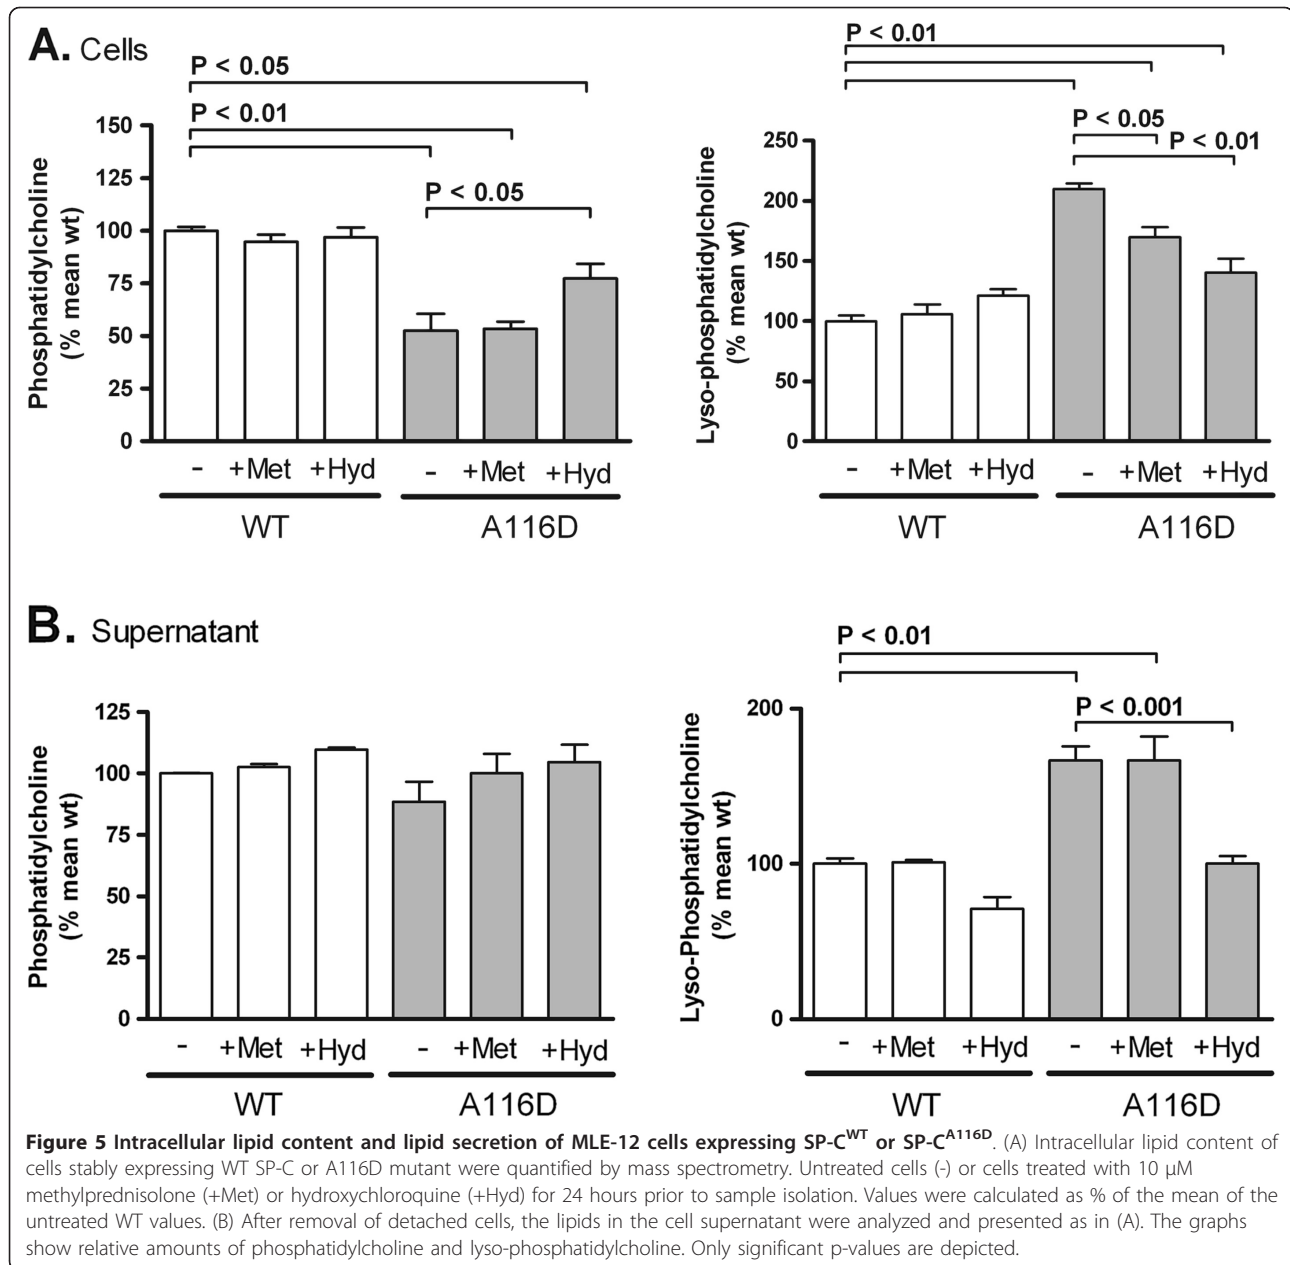 A. Cells
P < 0.05
P < 0.01
P < 0.05
Phosphatidylcholine
(% mean wt)
150
125
100
75
50
25
0
- +Met +Hyd - +Met +Hyd
WT A116D
P < 0.01
P < 0.05
P < 0.01
Lyso-phosphatidylcholine
(% mean wt)
250
200
150
100
50
0
- +Met +Hyd - +Met +Hyd
WT A116D
B. Supernatant
Phosphatidylcholine
(% mean wt)
125
100
75
50
25
0
- +Met +Hyd - +Met +Hyd
WT A116D
P < 0.01
P < 0.001
Lyso-Phosphatidylcholine
(% mean wt)
200
100
0
- +Met +Hyd - +Met +Hyd
WT A116D
Figure 5 Intracellular lipid content and lipid secretion of MLE-12 cells expressing SP-C^WT or SP-C^A116D. (A) Intracellular lipid content of
cells stably expressing WT SP-C or A116D mutant were quantified by mass spectrometry. Untreated cells (-) or cells treated with 10 μM
methylprednisolone (+Met) or hydroxychloroquine (+Hyd) for 24 hours prior to sample isolation. Values were calculated as % of the mean of the
untreated WT values. (B) After removal of detached cells, the lipids in the cell supernatant were analyzed and presented as in (A). The graphs
show relative amounts of phosphatidylcholine and lyso-phosphatidylcholine. Only significant p-values are depicted.